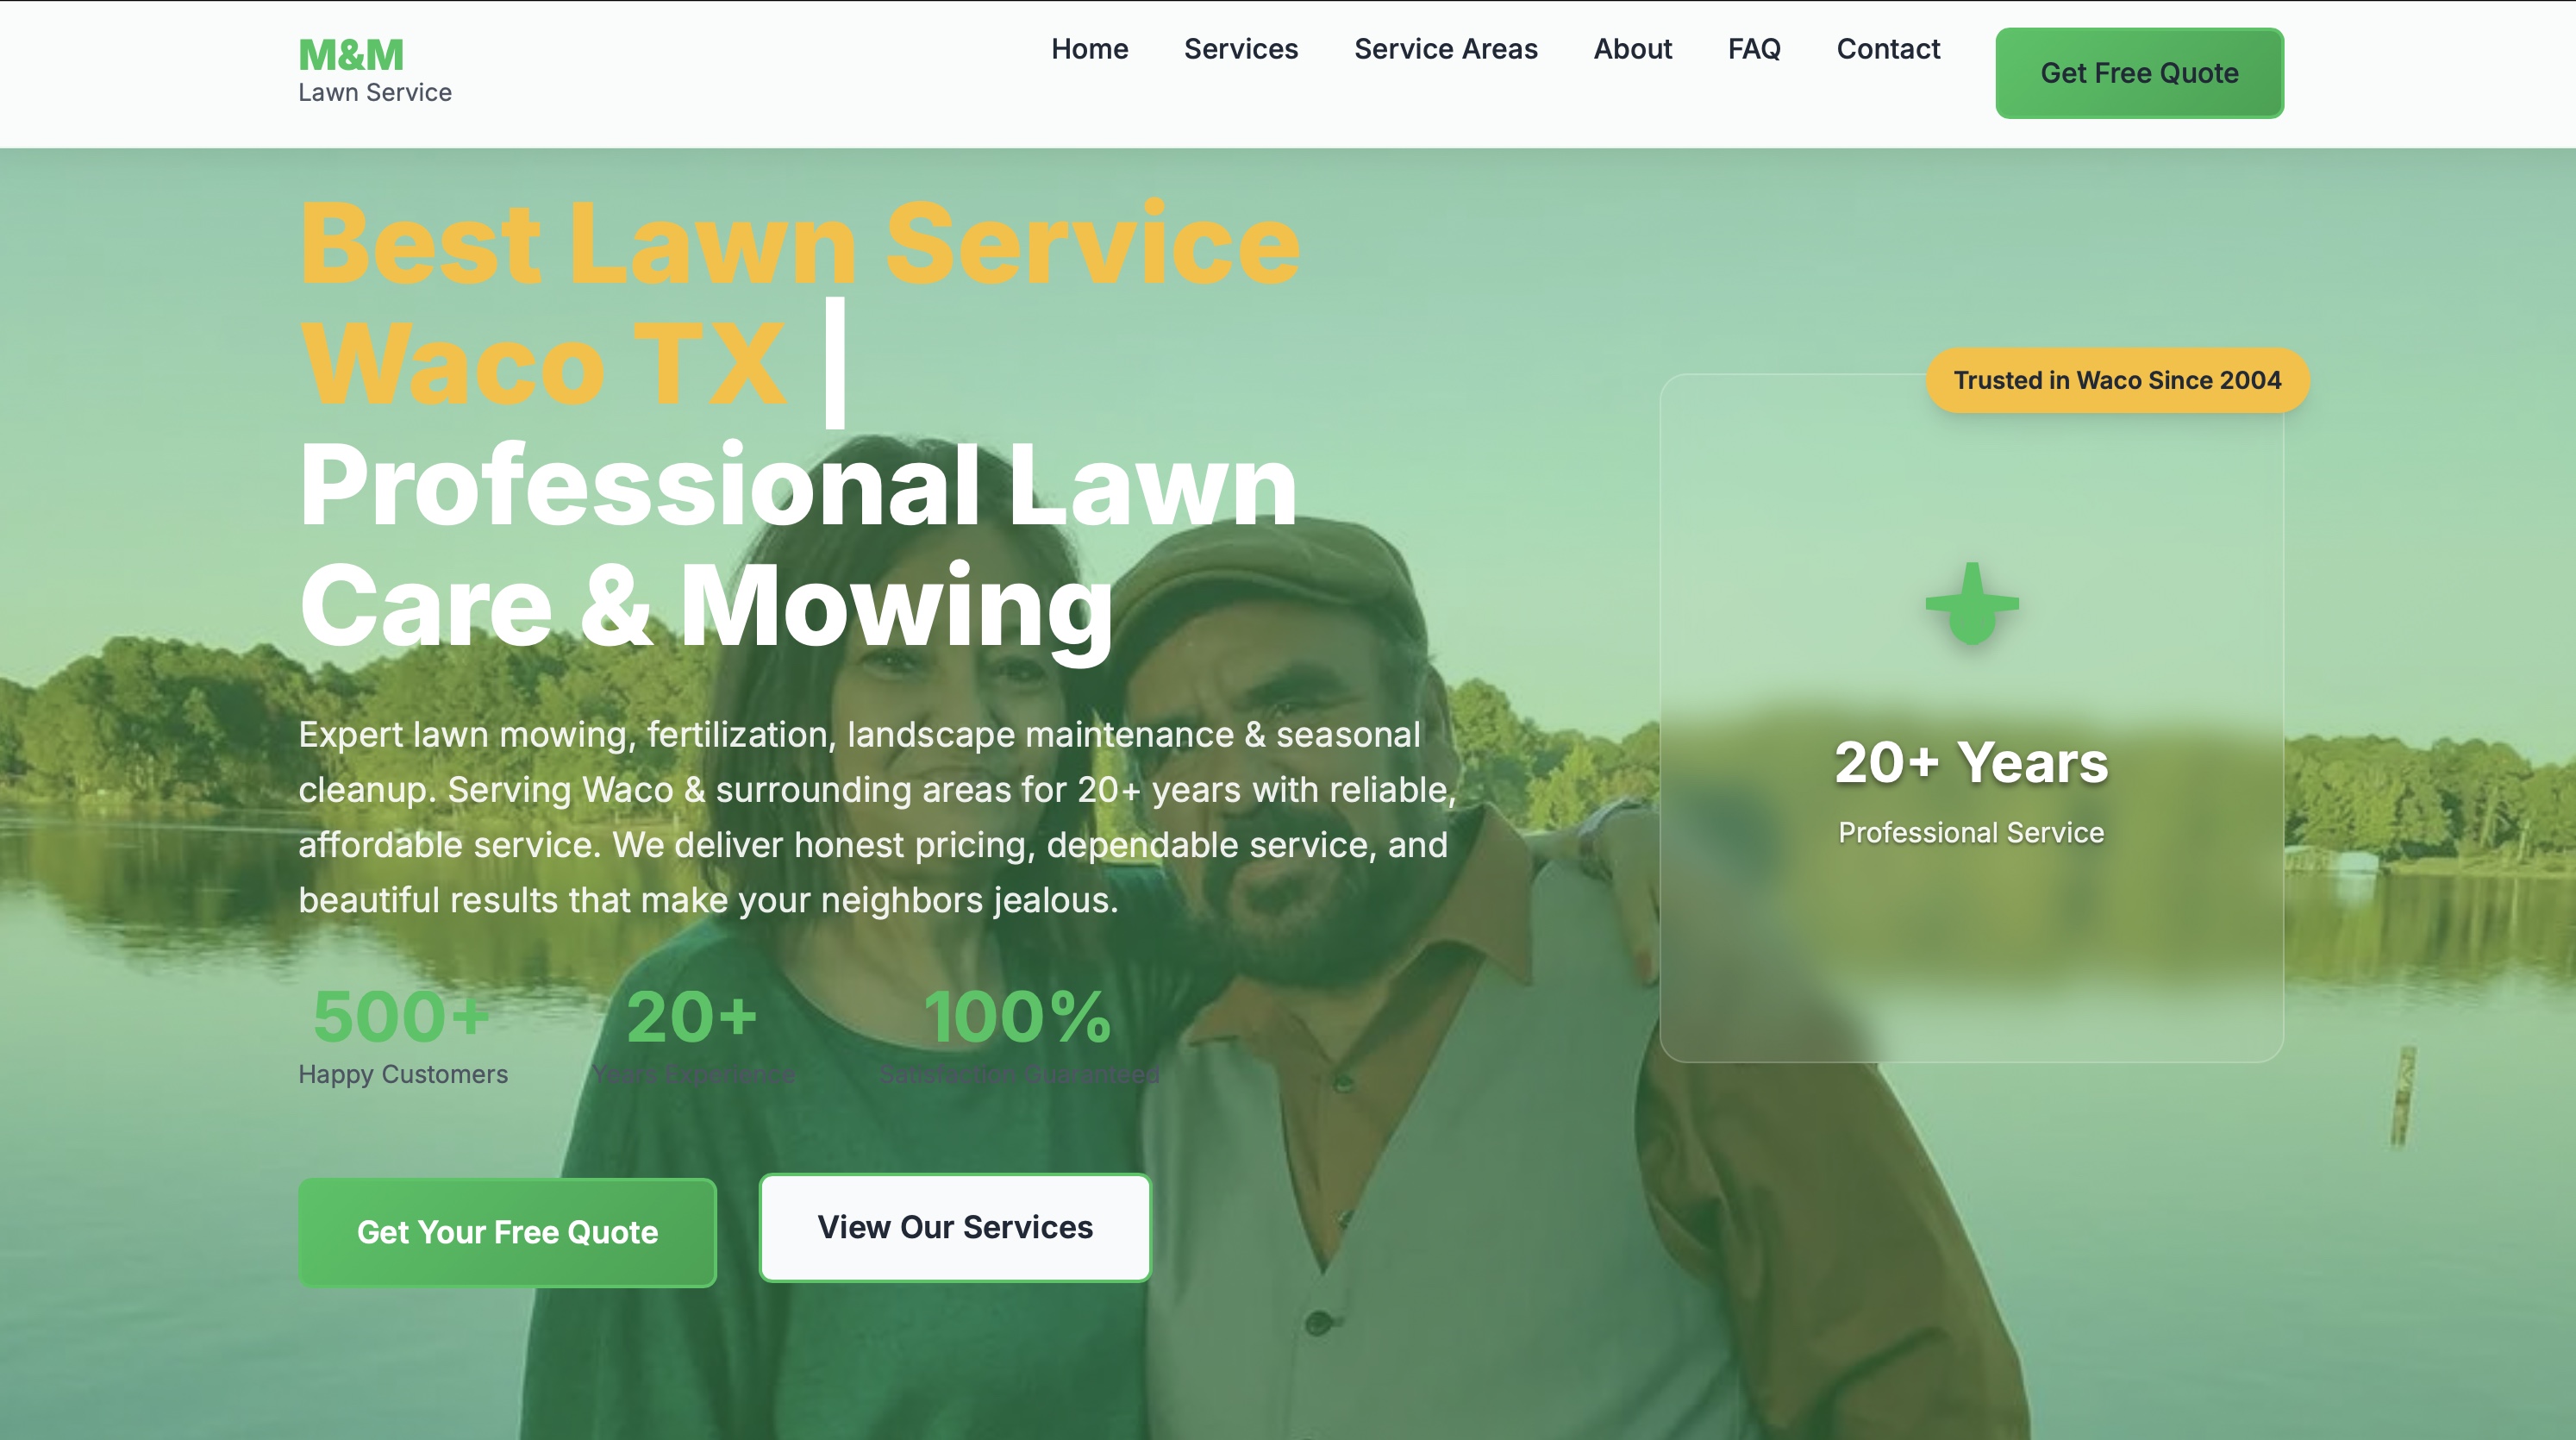 M&M
Lawn Service
Home Services Service Areas About FAQ Contact Get Free Quote
Best Lawn Service
Waco TX |
Professional Lawn
Care & Mowing
Expert lawn mowing, fertilization, landscape maintenance & seasonal
cleanup. Serving Waco & surrounding areas for 20+ years with reliable,
affordable service. We deliver honest pricing, dependable service, and
beautiful results that make your neighbors jealous.
500+ 20+ 100%
Happy Customers Years Experience Satisfaction Guaranteed
Get Your Free Quote View Our Services
Trusted in Waco Since 2004
20+ Years
Professional Service